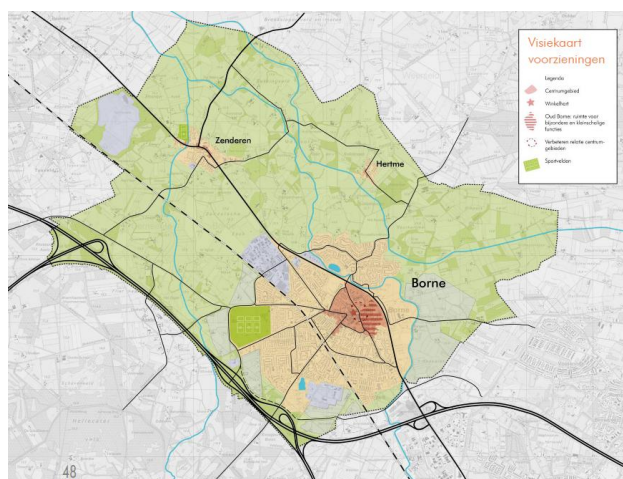 Visiekaart
voorzieningen
Legenda
Centrumgebied
Winkelhart
Oud Borne: ruimte voor
bijzondere en kleinschalige
functies
Verbeteren relatie centrum-
gebieden
Sportvelden
Zenderen
Hertme
Borne
48